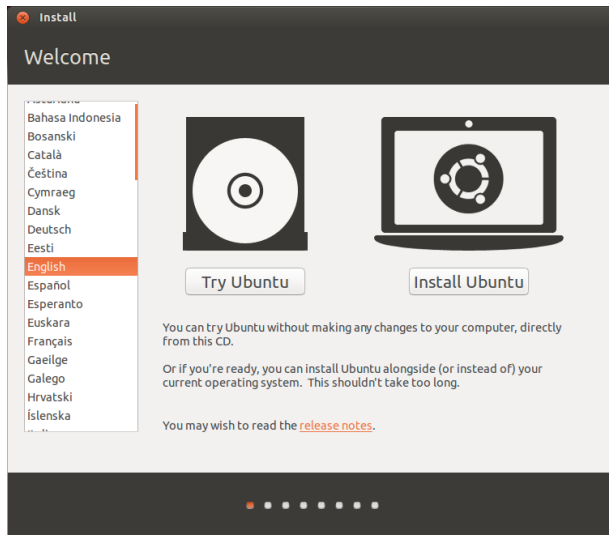 Install
Welcome
Bahasa Indonesia
Bosanski
Català
Čeština
Cymraeg
Dansk
Deutsch
Eesti
English
Español
Esperanto
Euskara
Français
Gaeilge
Galego
Hrvatski
Íslenska
Try Ubuntu
Install Ubuntu
You can try Ubuntu without making any changes to your computer, directly
from this CD.
Or if you're ready, you can install Ubuntu alongside (or instead of) your
current operating system. This shouldn't take too long.
You may wish to read the release notes.